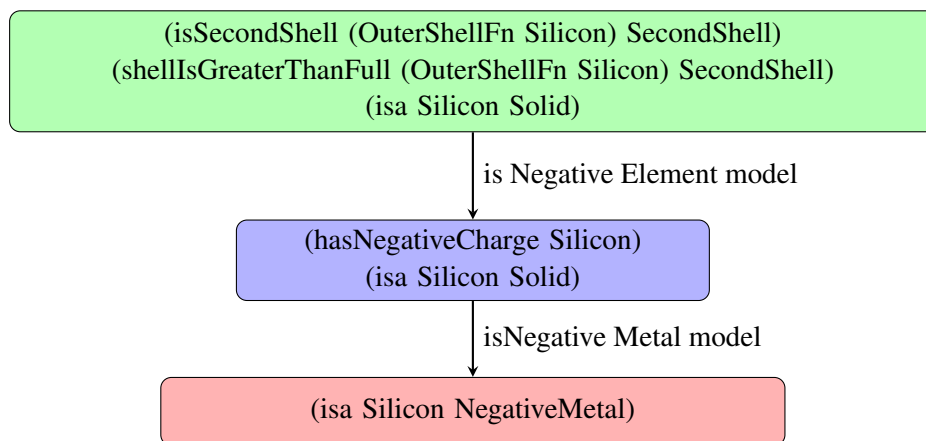 (isSecondShell (OuterShellFn Silicon) SecondShell)
(shellIsGreaterThanFull (OuterShellFn Silicon) SecondShell)
(isa Silicon Solid)
is Negative Element model
(hasNegativeCharge Silicon)
(isa Silicon Solid)
isNegative Metal model
(isa Silicon NegativeMetal)